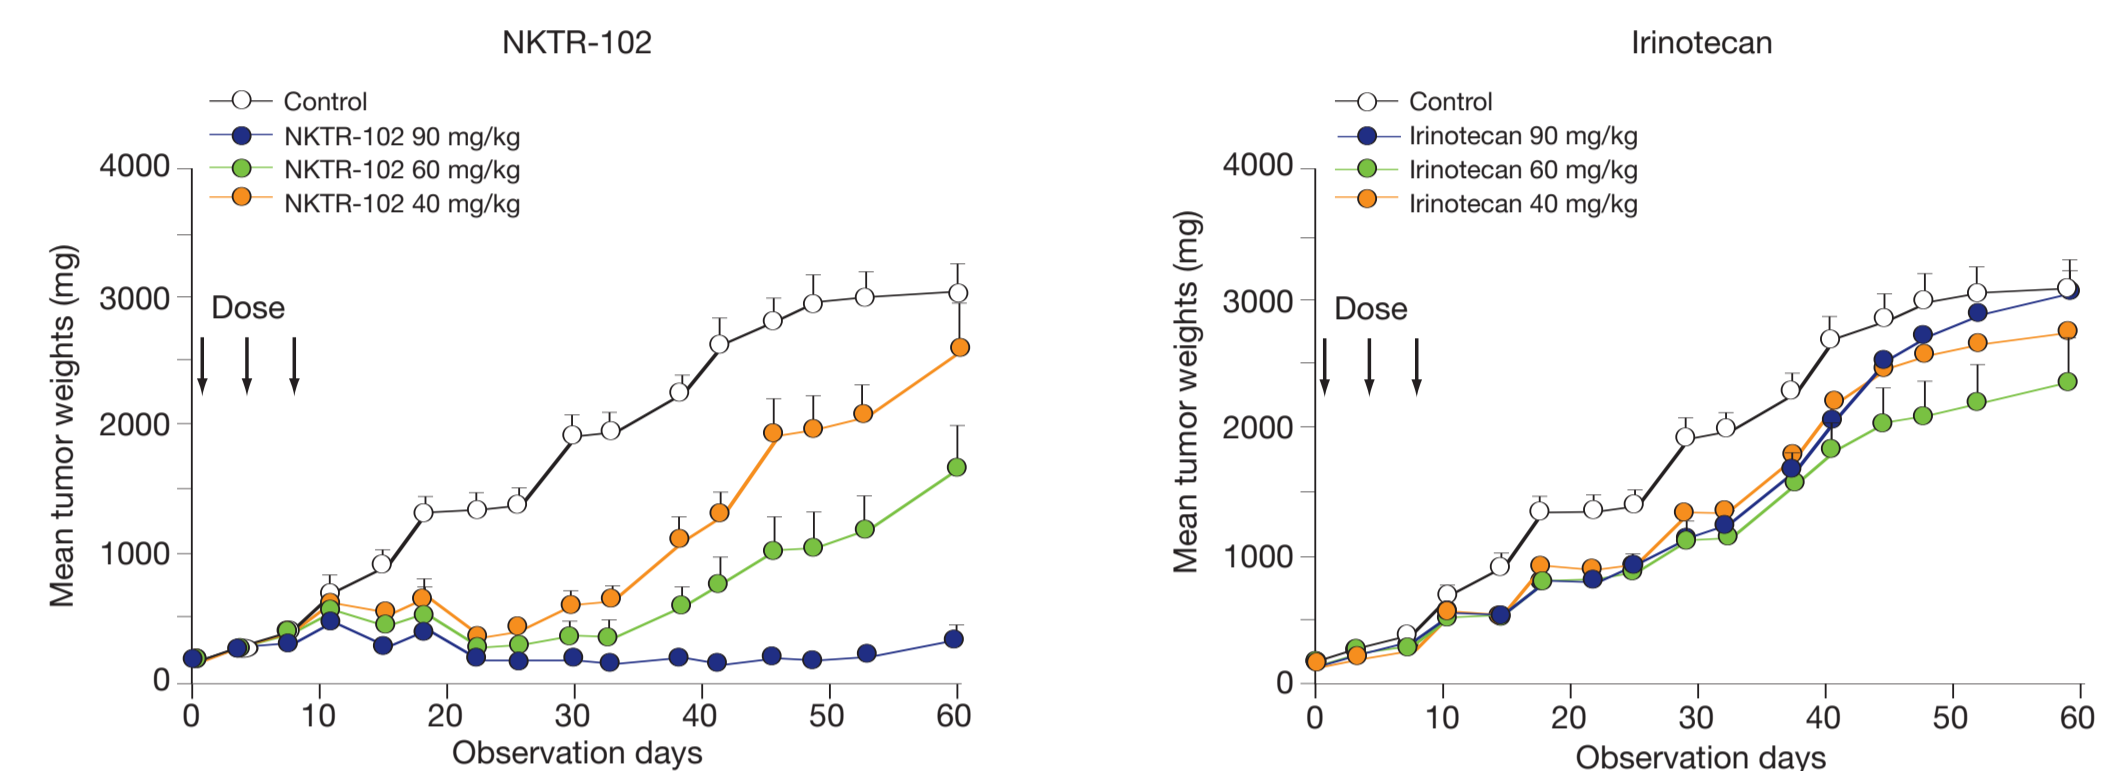 NKTR-102
Control
NKTR-102 90 mg/kg
NKTR-102 60 mg/kg
NKTR-102 40 mg/kg
Mean tumor weights (mg)
4000
3000
2000
1000
0
Dose
0 10 20 30 40 50 60
Observation days
Irinotecan
Control
Irinotecan 90 mg/kg
Irinotecan 60 mg/kg
Irinotecan 40 mg/kg
Mean tumor weights (mg)
4000
3000
2000
1000
0
Dose
0 10 20 30 40 50 60
Observation days